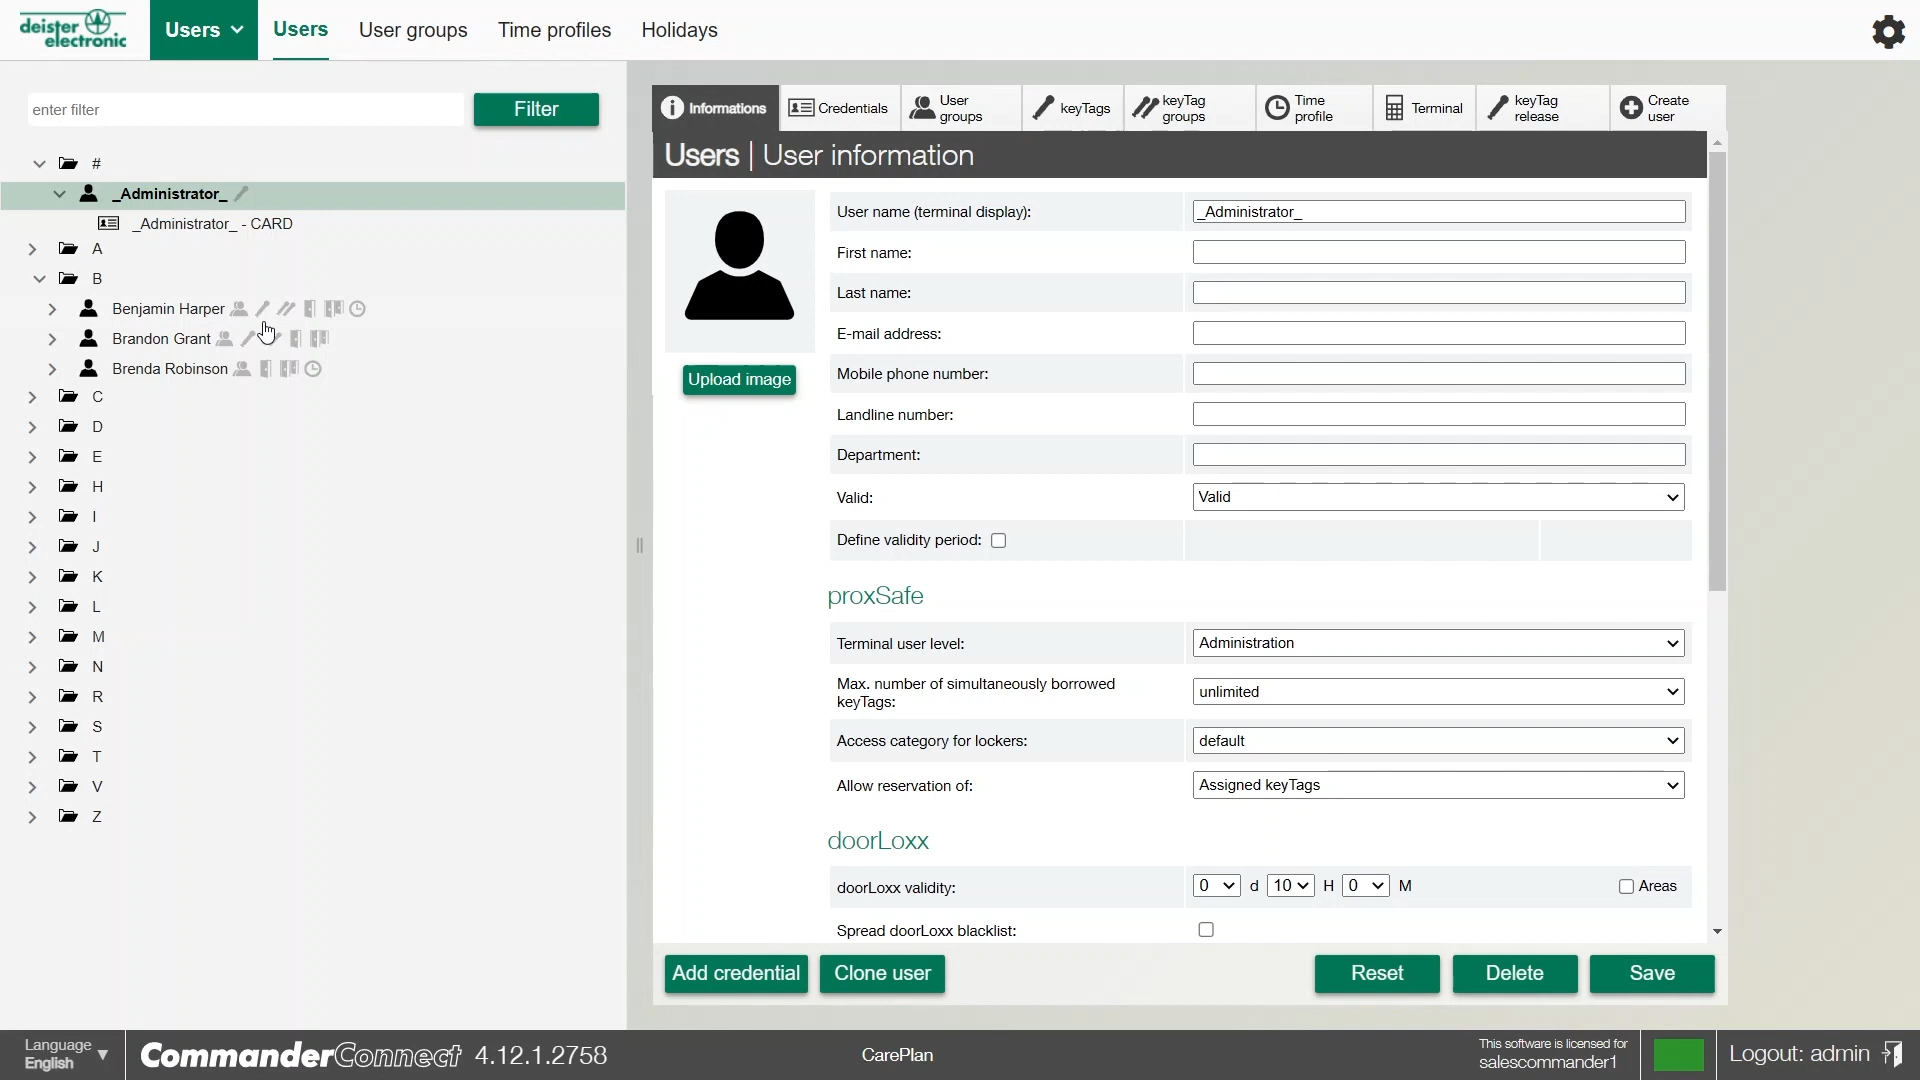 deister
electronic
Users
Users
User groups
Time profiles
Holidays
enter filter
Filter
#
_Administrator_
_Administrator_ - CARD
A
B
Benjamin Harper
Brandon Grant
Brenda Robinson
C
D
E
H
I
J
K
L
M
N
R
S
T
V
Z
Informations
Credentials
User
groups
keyTags
keyTag
groups
Time
profile
Terminal
keyTag
release
Create
user
Users | User information
Upload image
User name (terminal display):
_Administrator_
First name:
Last name:
E-mail address:
Mobile phone number:
Landline number:
Department:
Valid:
Valid
Define validity period:
proxSafe
Terminal user level:
Administration
Max. number of simultaneously borrowed
keyTags:
unlimited
Access category for lockers:
default
Allow reservation of:
Assigned keyTags
doorLoxx
doorLoxx validity:
0 d 10 H 0 M
Areas
Spread doorLoxx blacklist:
Add credential
Clone user
Reset
Delete
Save
Language
English
CommanderConnect 4.12.1.2758
CarePlan
This software is licensed for
salescommander1
Logout: admin